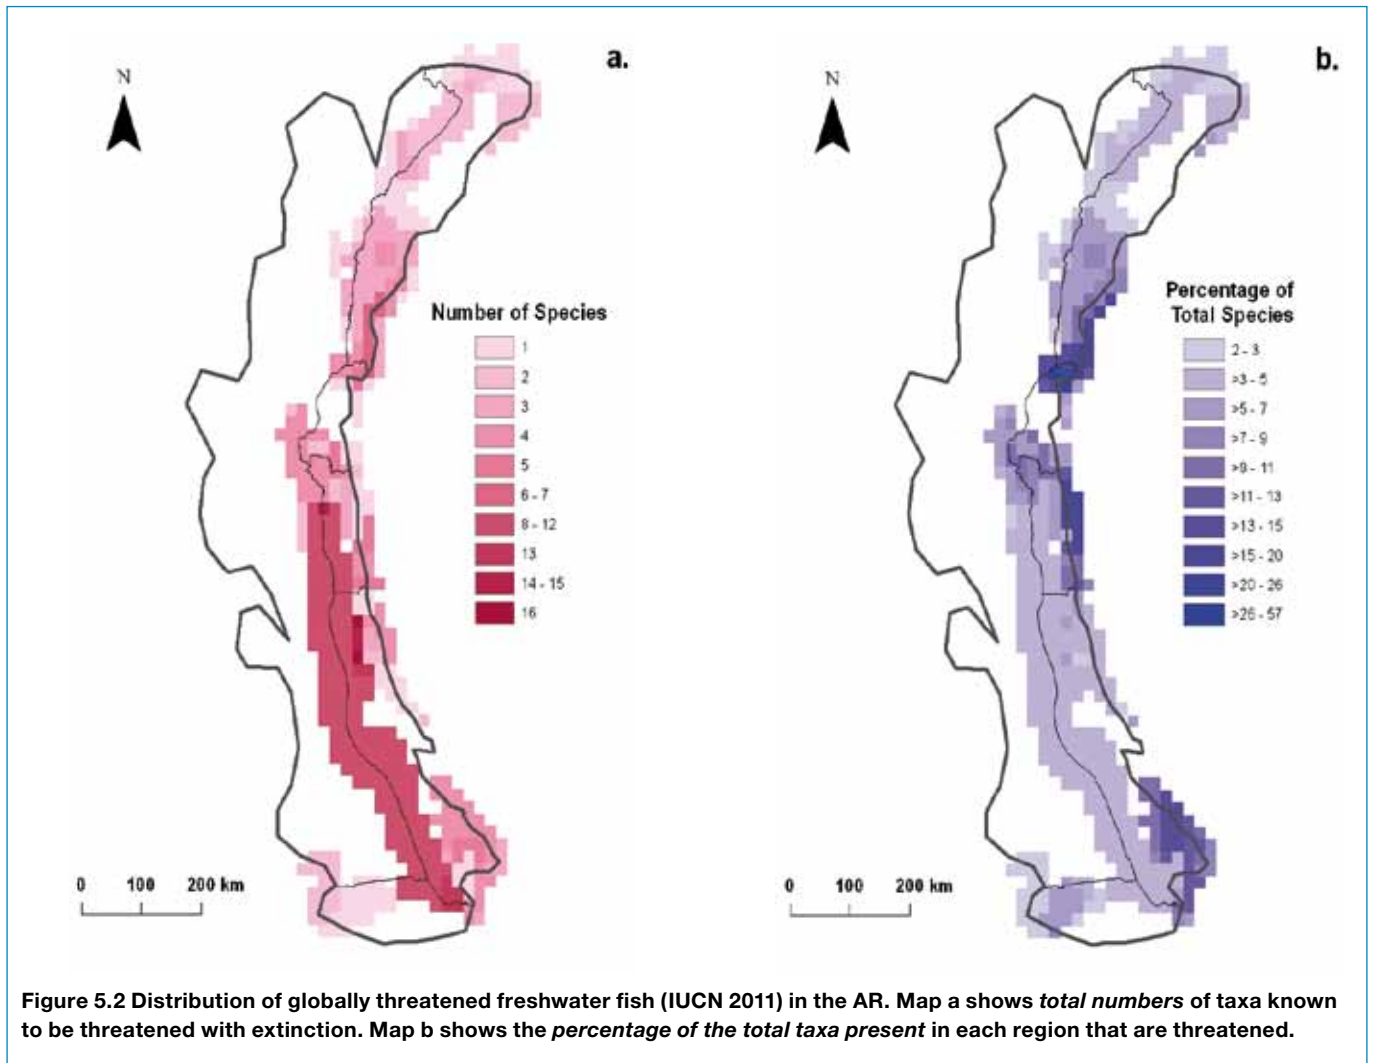 a.
N
Number of Species
1
2
3
4
5
6 - 7
8 - 12
13
14 - 15
16
0 100 200 km
b.
N
Percentage of
Total Species
2 - 3
>3 - 5
>5 - 7
>7 - 9
>9 - 11
>11 - 13
>13 - 15
>15 - 20
>20 - 26
>26 - 57
0 100 200 km
Figure 5.2 Distribution of globally threatened freshwater fish (IUCN 2011) in the AR. Map a shows total numbers of taxa known
to be threatened with extinction. Map b shows the percentage of the total taxa present in each region that are threatened.